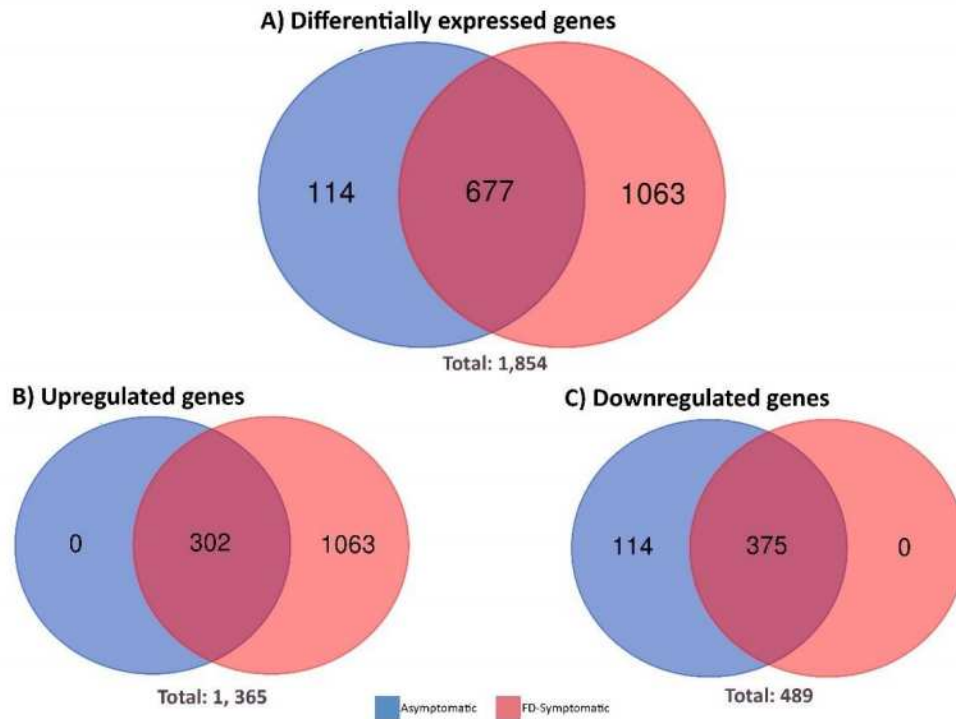 A) Differentially expressed genes
114 677 1063
Total: 1,854
B) Upregulated genes
0 302 1063
Total: 1, 365
C) Downregulated genes
114 375 0
Total: 489
Asymptomatic FD-Symptomatic